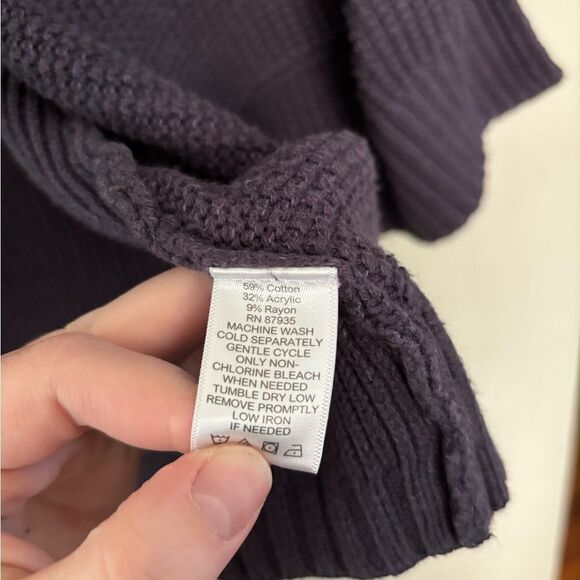 59% Cotton
32% Acrylic
9% Rayon
RN 87935
MACHINE WASH
COLD SEPARATELY
GENTLE CYCLE
ONLY NON-
CHLORINE BLEACH
WHEN NEEDED
TUMBLE DRY LOW
REMOVE PROMPTLY
LOW IRON
IF NEEDED